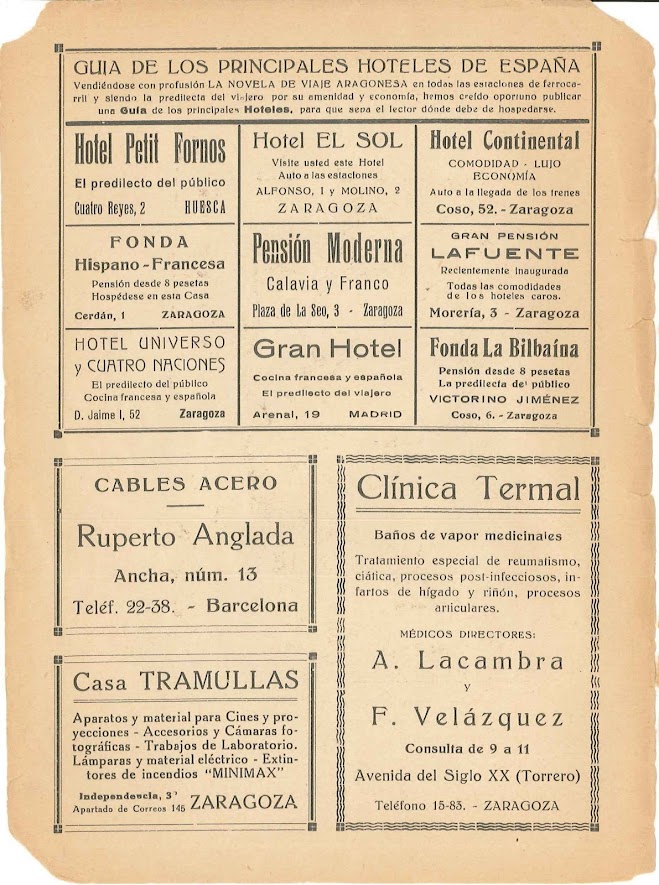 GUIA DE LOS PRINCIPALES HOTELES DE ESPAÑA
Vendiéndose con profusión LA NOVELA DE VIAJE ARAGONESA en todas las estaciones de ferroca-
rril y siendo la predilecta del viajero por su amenidad y economía, hemos creído oportuno publicar
una Guía de los principales Hoteles, para que sepa el lector dónde debe de hospedarse.
Hotel Petit Fornos
El predilecto del público
Cuatro Reyes, 2 HUESCA
Hotel EL SOL
Visite usted este Hotel
Auto a las estaciones
ALFONSO, I y MOLINO, 2
ZARAGOZA
Hotel Continental
COMODIDAD - LUJO
ECONOMÍA
Auto a la llegada de los trenes
Coso, 52. - Zaragoza
FONDA
Hispano-Francesa
Pensión desde 8 pesetas
Hospédese en esta Casa
Cerdán, 1 ZARAGOZA
Pensión Moderna
Calavia y Franco
Plaza de La Seo, 3 - Zaragoza
GRAN PENSIÓN
LAFUENTE
Recientemente inaugurada
Todas las comodidades
de los hoteles caros.
Morería, 3 - Zaragoza
HOTEL UNIVERSO
y CUATRO NACIONES
El predilecto del público
Cocina francesa y española
D. Jaime I, 52 Zaragoza
Gran Hotel
Cocina francesa y española
El predilecto del viajero
Arenal, 19 MADRID
Fonda La Bilbaína
Pensión desde 8 pesetas
La predilecta del público
VICTORINO JIMÉNEZ
Coso, 6. - Zaragoza
CABLES ACERO
Ruperto Anglada
Ancha, núm. 13
Teléf. 22-38. - Barcelona
Casa TRAMULLAS
Aparatos y material para Cines y pro-
yecciones - Accesorios y Cámaras fo-
tográficas - Trabajos de Laboratorio.
Lámparas y material eléctrico - Extin-
tores de incendios "MINIMAX"
Independencia, 3
Apartado de Correos 146 ZARAGOZA
Clínica Termal
Baños de vapor medicinales
Tratamiento especial de reumatismo,
ciática, procesos post-infecciosos, in-
fartos de hígado y riñón, procesos
articulares.
MÉDICOS DIRECTORES:
A. Lacambra
Y
F. Velázquez
Consulta de 9 a 11
Avenida del Siglo XX (Torrero)
Teléfono 15-83. - ZARAGOZA